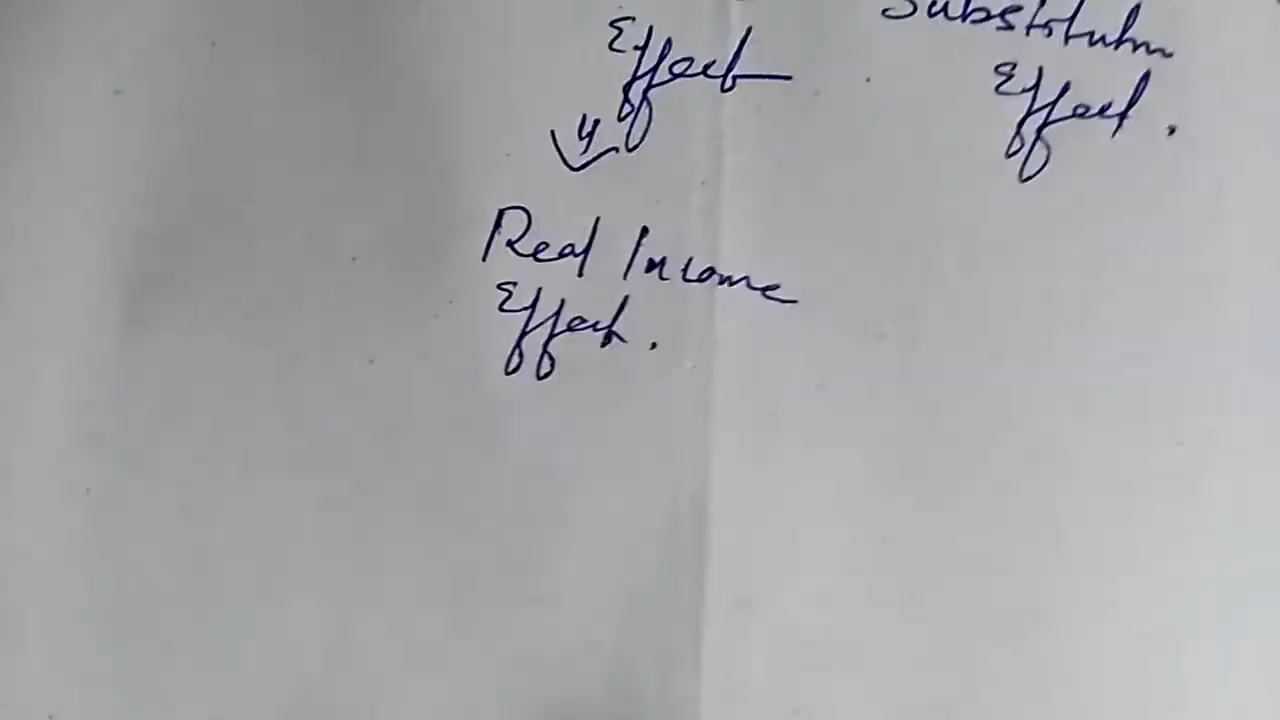 Substitution
Effect
Effect.
Real Income
Effect.